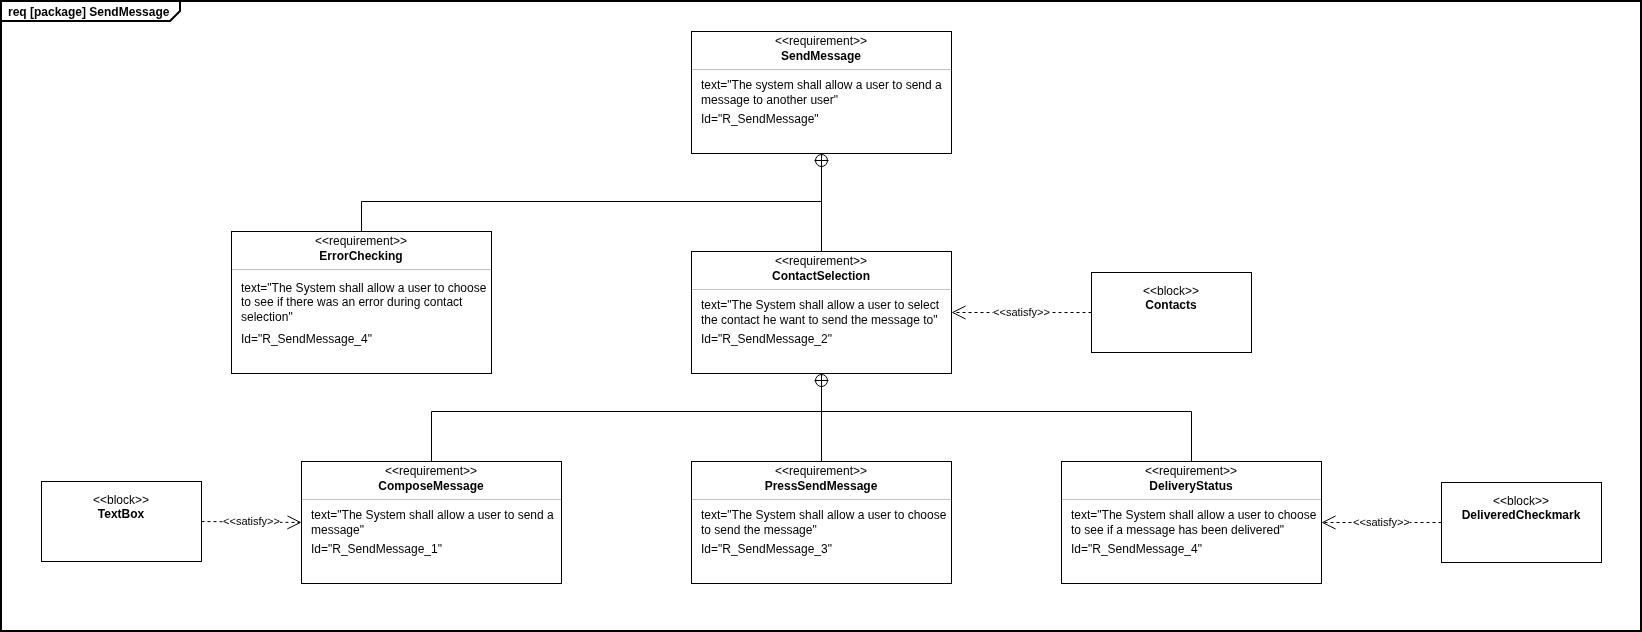 req [package] SendMessage
<<requirement>>
SendMessage
text="The system shall allow a user to send a
message to another user"
Id="R_SendMessage"
<<requirement>>
ErrorChecking
text="The System shall allow a user to choose
to see if there was an error during contact
selection"
Id="R_SendMessage_4"
<<requirement>>
ContactSelection
text="The System shall allow a user to select
the contact he want to send the message to"
Id="R_SendMessage_2"
<<satisfy>>
<<block>>
Contacts
<<block>>
TextBox
<<satisfy>>
<<requirement>>
ComposeMessage
text="The System shall allow a user to send a
message"
Id="R_SendMessage_1"
<<requirement>>
PressSendMessage
text="The System shall allow a user to choose
to send the message"
Id="R_SendMessage_3"
<<requirement>>
DeliveryStatus
text="The System shall allow a user to choose
to see if a message has been delivered"
Id="R_SendMessage_4"
<<satisfy>>
<<block>>
DeliveredCheckmark